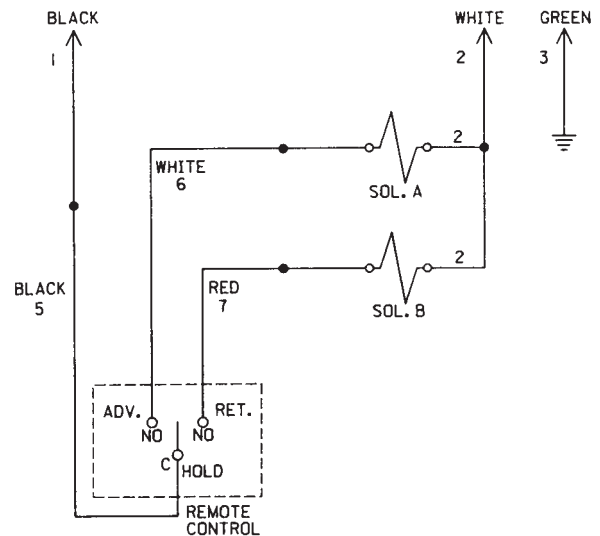 BLACK
WHITE
GREEN
1
2
3
2
WHITE
6
SOL. A
2
RED
7
BLACK
5
SOL. B
ADV.
RET.
NO
NO
C
HOLD
REMOTE
CONTROL